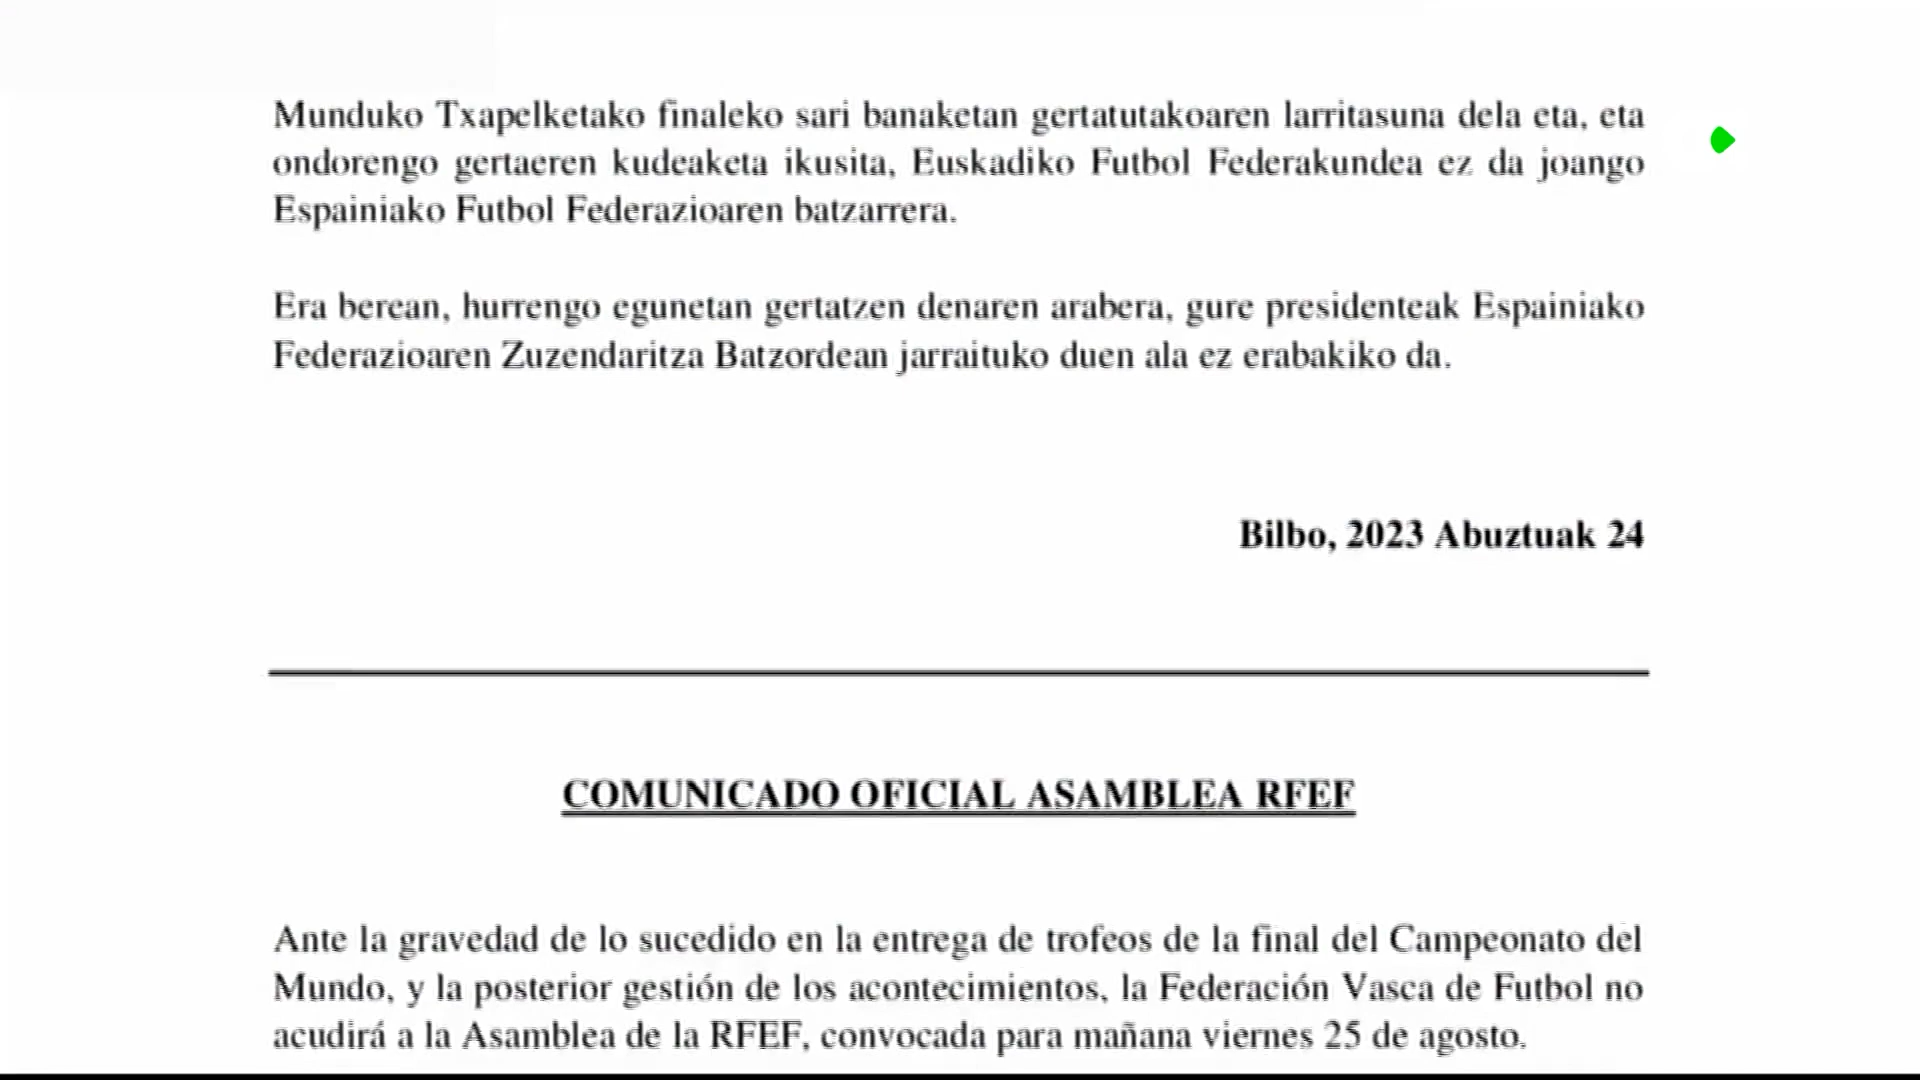 Munduko Txapelketako finaleko sari banaketan gertatutakoaren larritasuna dela eta, eta
ondorengo gertaeren kudeaketa ikusita, Euskadiko Futbol Federakundea ez da joango
Espainiako Futbol Federazioaren batzarrera.
Era berean, hurrengo egunetan gertatzen denaren arabera, gure presidenteak Espainiako
Federazioaren Zuzendaritza Batzordean jarraituko duen ala ez erabakiko da.
Bilbo, 2023 Abuztuak 24
COMUNICADO OFICIAL ASAMBLEA RFEF
Ante la gravedad de lo sucedido en la entrega de trofeos de la final del Campeonato del
Mundo, y la posterior gestión de los acontecimientos, la Federación Vasca de Futbol no
acudirá a la Asamblea de la RFEF, convocada para mañana viernes 25 de agosto.